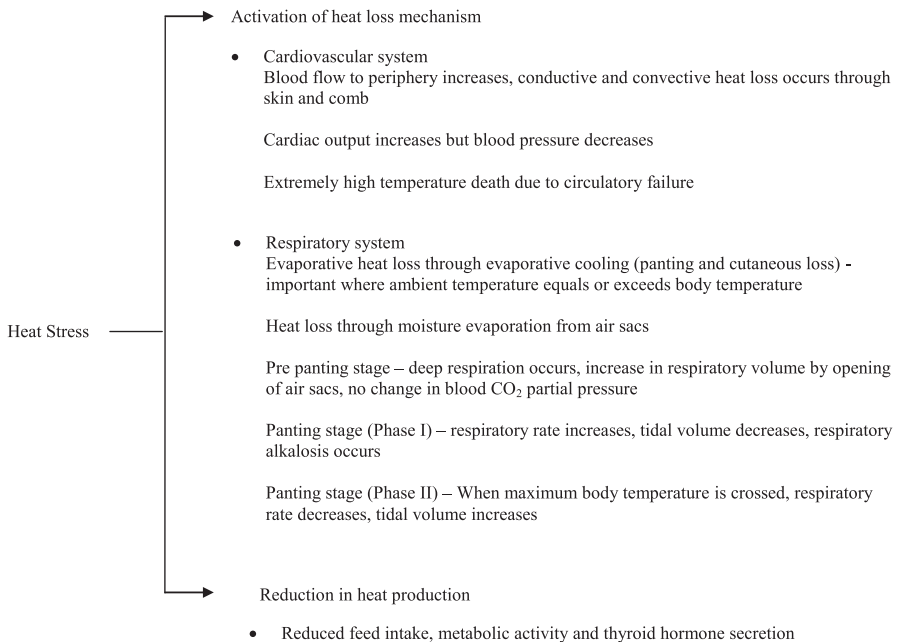 Activation of heat loss mechanism
• Cardiovascular system
Blood flow to periphery increases, conductive and convective heat loss occurs through
skin and comb
Cardiac output increases but blood pressure decreases
Extremely high temperature death due to circulatory failure
• Respiratory system
Evaporative heat loss through evaporative cooling (panting and cutaneous loss) -
important where ambient temperature equals or exceeds body temperature
Heat Stress
Heat loss through moisture evaporation from air sacs
Pre panting stage – deep respiration occurs, increase in respiratory volume by opening
of air sacs, no change in blood CO₂ partial pressure
Panting stage (Phase I) – respiratory rate increases, tidal volume decreases, respiratory
alkalosis occurs
Panting stage (Phase II) – When maximum body temperature is crossed, respiratory
rate decreases, tidal volume increases
Reduction in heat production
• Reduced feed intake, metabolic activity and thyroid hormone secretion